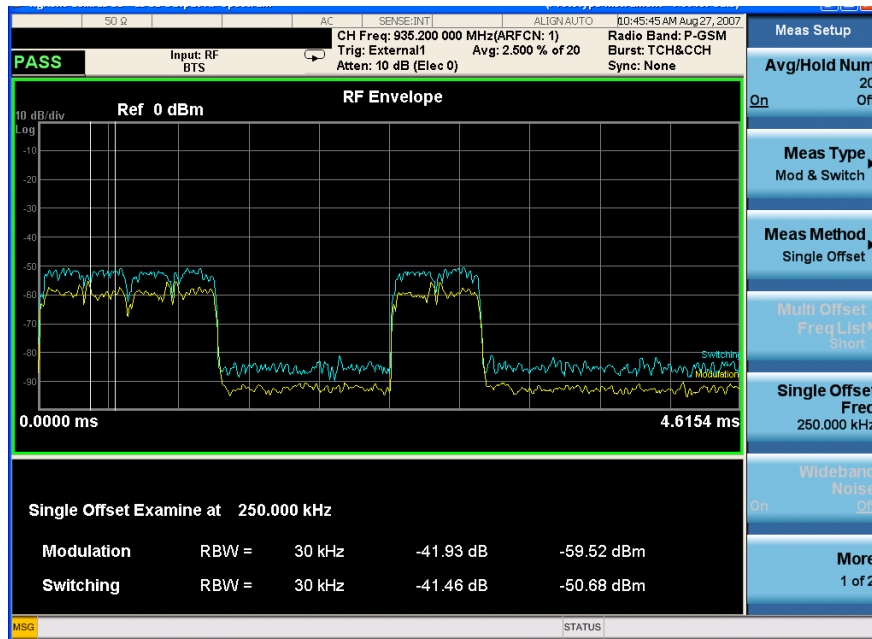 50 Ω AC SENSE:INT ALIGN AUTO 10:45:45 AM Aug 27, 2007
CH Freq: 935.200 000 MHz(ARFCN: 1) Radio Band: P-GSM
Trig: External1 Avg: 2.500 % of 20 Burst: TCH&CCH
Atten: 10 dB (Elec 0) Sync: None
PASS
Input: RF
BTS
RF Envelope
10 dB/div
Ref 0 dBm
Log
-10
-20
-30
-40
-50
-60
-70
-80
-90
Switching
Modulation
0.0000 ms 4.6154 ms
Single Offset Examine at 250.000 kHz
Modulation RBW = 30 kHz -41.93 dB -59.52 dBm
Switching RBW = 30 kHz -41.46 dB -50.68 dBm
Meas Setup
Avg/Hold Num
20
On Off
Meas Type
Mod & Switch
Meas Method
Single Offset
Multi Offset
Freq List
Short
Single Offset
Freq
250.000 kHz
Wideband
Noise
On Off
More
1 of 2
MSG STATUS